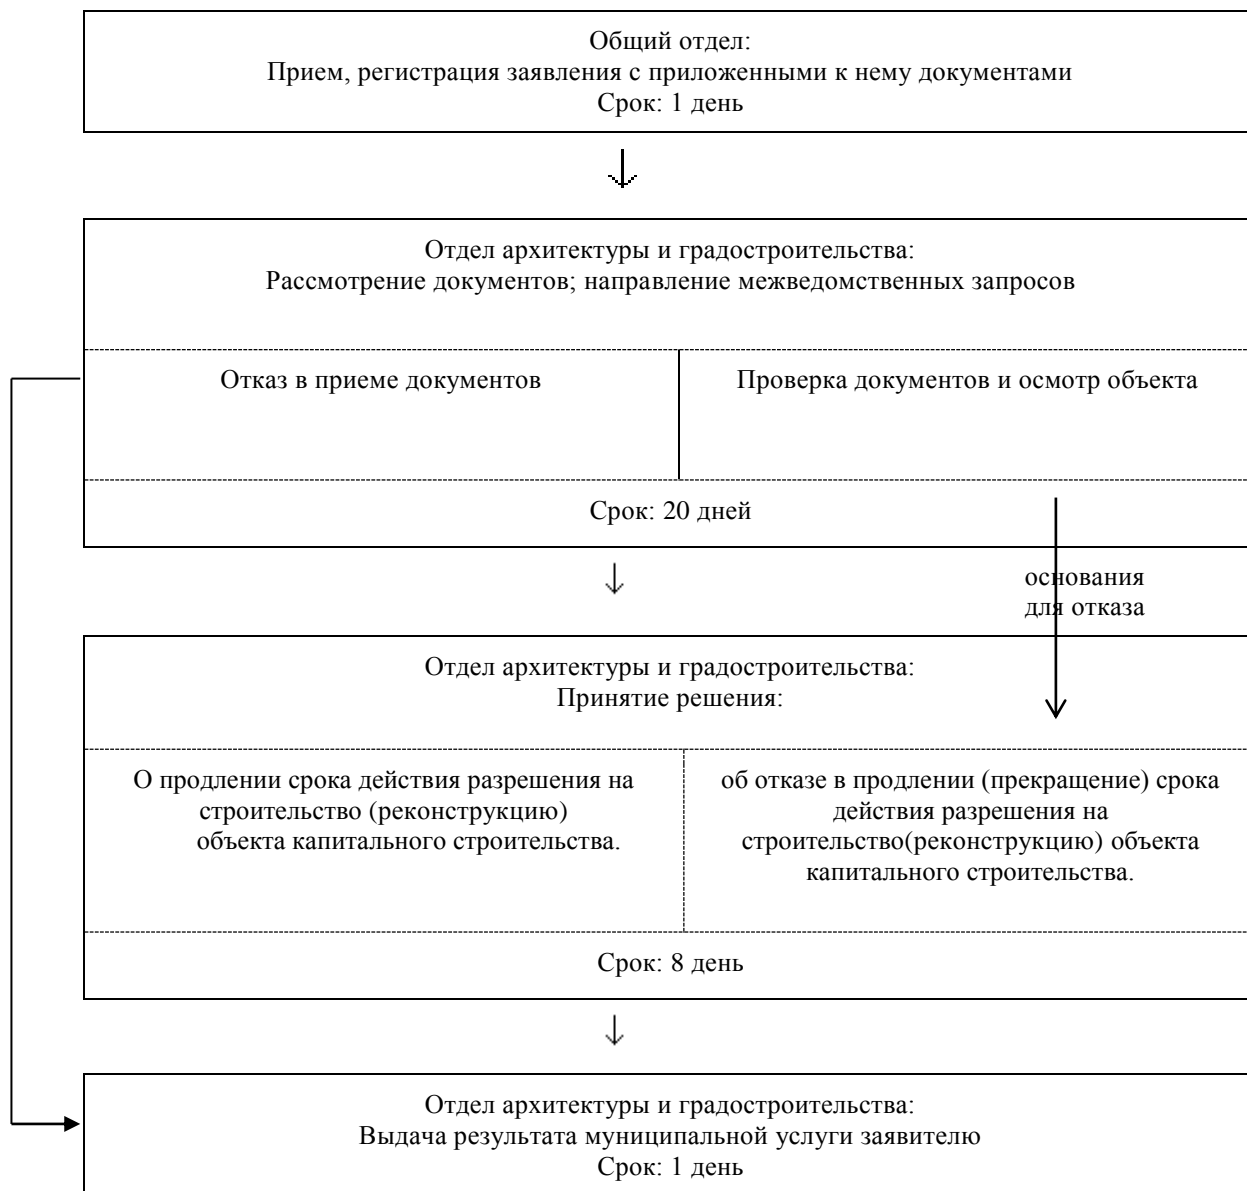 Общий отдел:
Прием, регистрация заявления с приложенными к нему документами
Срок: 1 день
Отдел архитектуры и градостроительства:
Рассмотрение документов; направление межведомственных запросов
Отказ в приеме документов
Проверка документов и осмотр объекта
Срок: 20 дней
основания
для отказа
Отдел архитектуры и градостроительства:
Принятие решения:
О продлении срока действия разрешения на
строительство (реконструкцию)
объекта капитального строительства.
об отказе в продлении (прекращение) срока
действия разрешения на
строительство(реконструкцию) объекта
капитального строительства.
Срок: 8 день
Отдел архитектуры и градостроительства:
Выдача результата муниципальной услуги заявителю
Срок: 1 день